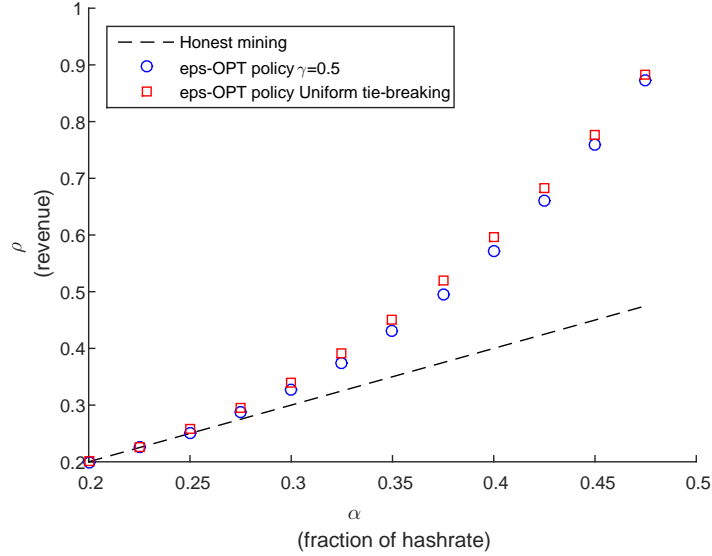 1
0.9
0.8
0.7
0.6
0.5
0.4
0.3
0.2
ρ
(revenue)
Honest mining
eps-OPT policy γ=0.5
eps-OPT policy Uniform tie-breaking
0.2 0.25 0.3 0.35 0.4 0.45 0.5
α
(fraction of hashrate)